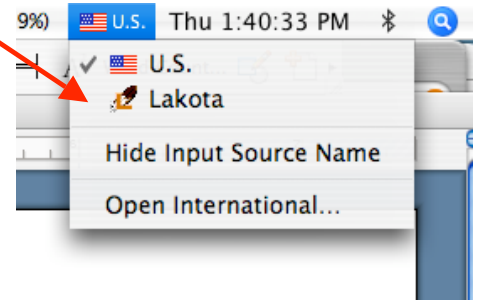 9%) U.S. Thu 1:40:33 PM
✓ U.S.
Lakota
Hide Input Source Name
Open International...